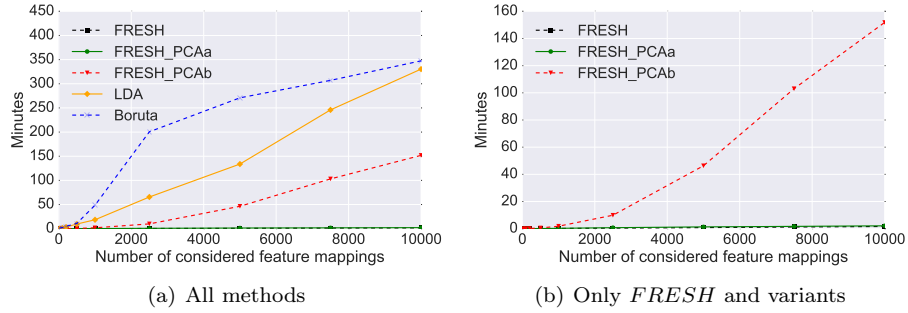 450
400
350
300
250
200
150
100
50
0
Minutes
FRESH
FRESH_PCAa
FRESH_PCAb
LDA
Boruta
0 2000 4000 6000 8000 10000
Number of considered feature mappings
(a) All methods
160
140
120
100
80
60
40
20
0
Minutes
FRESH
FRESH_PCAa
FRESH_PCAb
0 2000 4000 6000 8000 10000
Number of considered feature mappings
(b) Only FRESH and variants